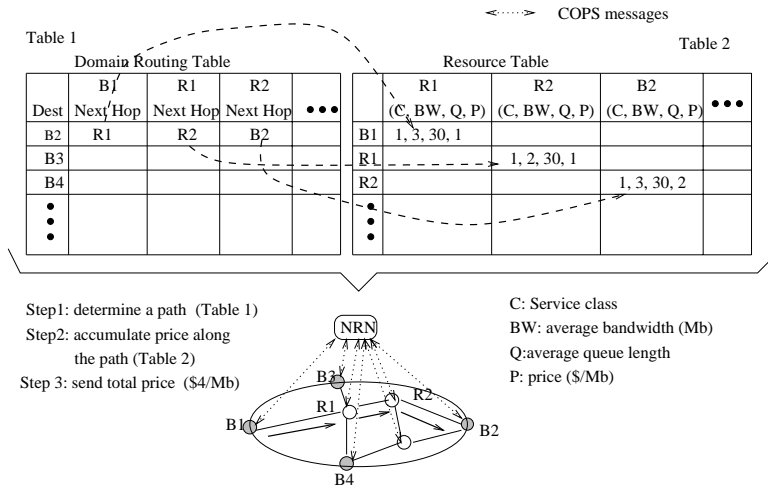 COPS messages
Table 1
Table 2
Domain Routing Table
Resource Table
B1 R1 R2
Dest Next Hop Next Hop Next Hop
B2 R1 R2 B2
B3
B4
R1 R2 B2
(C, BW, Q, P) (C, BW, Q, P) (C, BW, Q, P)
B1 1, 3, 30, 1
R1 1, 2, 30, 1
R2 1, 3, 30, 2
Step1: determine a path (Table 1)
Step2: accumulate price along
the path (Table 2)
Step 3: send total price ($4/Mb)
C: Service class
BW: average bandwidth (Mb)
Q:average queue length
P: price ($/Mb)
NRN
B3
R1
R2
B1
B2
B4